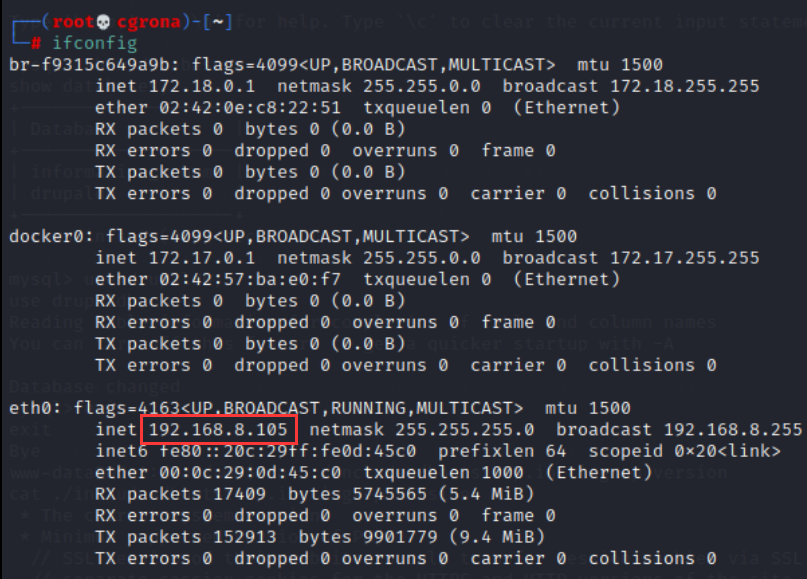 (root💀cgrona)-[~]
# ifconfig
br-f9315c649a9b: flags=4099<UP,BROADCAST,MULTICAST>  mtu 1500
inet 172.18.0.1  netmask 255.255.0.0  broadcast 172.18.255.255
ether 02:42:0e:c8:22:51  txqueuelen 0  (Ethernet)
RX packets 0  bytes 0 (0.0 B)
RX errors 0  dropped 0  overruns 0  frame 0
TX packets 0  bytes 0 (0.0 B)
TX errors 0  dropped 0 overruns 0  carrier 0  collisions 0
docker0: flags=4099<UP,BROADCAST,MULTICAST>  mtu 1500
inet 172.17.0.1  netmask 255.255.0.0  broadcast 172.17.255.255
ether 02:42:57:ba:e0:f7  txqueuelen 0  (Ethernet)
RX packets 0  bytes 0 (0.0 B)
RX errors 0  dropped 0  overruns 0  frame 0
TX packets 0  bytes 0 (0.0 B)
TX errors 0  dropped 0 overruns 0  carrier 0  collisions 0
eth0: flags=4163<UP,BROADCAST,RUNNING,MULTICAST>  mtu 1500
inet 192.168.8.105  netmask 255.255.255.0  broadcast 192.168.8.255
inet6 fe80::20c:29ff:fe0d:45c0  prefixlen 64  scopeid 0x20<link>
ether 00:0c:29:0d:45:c0  txqueuelen 1000  (Ethernet)
RX packets 17409  bytes 5745565 (5.4 MiB)
RX errors 0  dropped 0  overruns 0  frame 0
TX packets 152913  bytes 9901779 (9.4 MiB)
TX errors 0  dropped 0 overruns 0  carrier 0  collisions 0